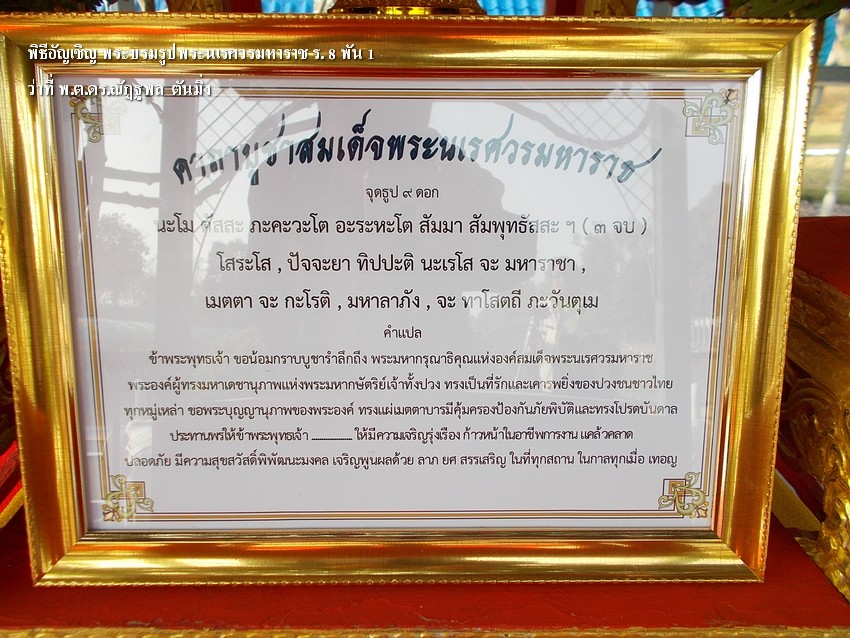 พิธีอัญเชิญ พระบรมรูปพระนเรศวรมหาราช ร. 8 พัน 1
ว่าที่ พ.ต.ดร.ณัฏฐพล ตันมิ่ง
คาถาบูชาสมเด็จพระนเรศวรมหาราช
จุดธูป ๙ ดอก
นะโม ตัสสะ ภะคะวะโต อะระหะโต สัมมา สัมพุทธัสสะ ฯ ( ๓ จบ )
โสระโส , ปัจจะยา ทิปปะติ นะเรโส จะ มหาราชา ,
เมตตา จะ กะโรติ , มหาลาภัง , จะ ทาโสตถี ภะวันตุเม
คำแปล
ข้าพระพุทธเจ้า ขอน้อมกราบบูชารำลึกถึง พระมหากรุณาธิคุณแห่งองค์สมเด็จพระนเรศวรมหาราช
พระองค์ผู้ทรงมหาเดชานุภาพแห่งพระมหากษัตริย์เจ้าทั้งปวง ทรงเป็นที่รักและเคารพยิ่งของปวงชนชาวไทย
ทุกหมู่เหล่า ขอพระบุญญานุภาพของพระองค์ ทรงแผ่เมตตาบารมีคุ้มครองป้องกันภัยพิบัติและทรงโปรดบันดาล
ประทานพรให้ข้าพระพุทธเจ้า .................... ให้มีความเจริญรุ่งเรือง ก้าวหน้าในอาชีพการงาน แคล้วคลาด
ปลอดภัย มีความสุขสวัสดิ์พิพัฒนะมงคล เจริญพูนผลด้วย ลาภ ยศ สรรเสริญ ในที่ทุกสถาน ในกาลทุกเมื่อ เทอญ